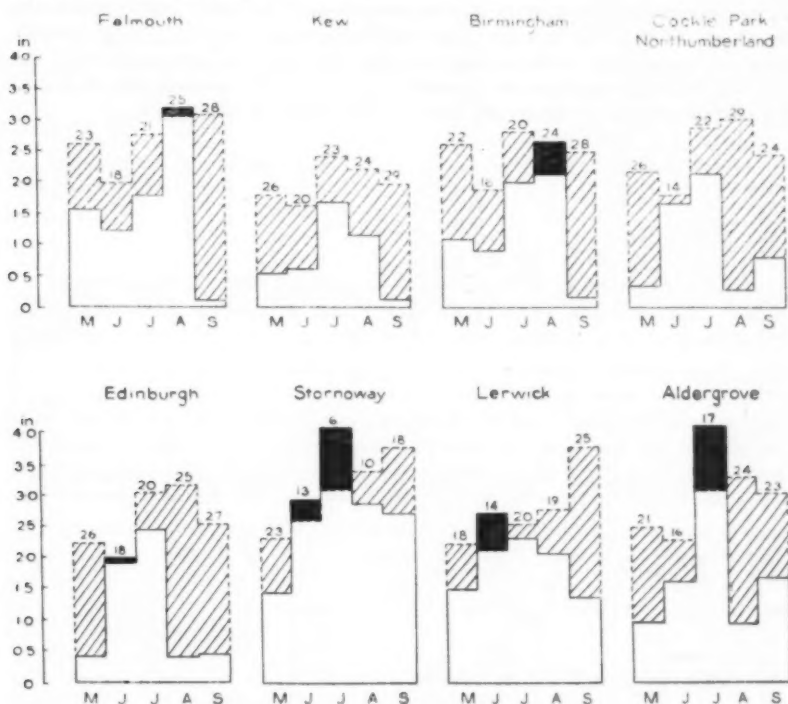 Falmouth Kew Birmingham Cockle Park
Northumberland
in
4.0
3.5
3.0
2.5
2.0
1.5
1.0
0.5
0
23 18 21 25 28
26 20 23 24 29
22 16 20 24 28
26 14 22 29 24
M J J A S M J J A S M J J A S M J J A S
Edinburgh Stornoway Lerwick Aldergrove
in
4.0
3.5
3.0
2.5
2.0
1.5
1.0
0.5
0
26 18 20 25 27
23 13 6 10 18
18 14 20 19 25
21 16 17 24 23
M J J A S M J J A S M J J A S M J J A S